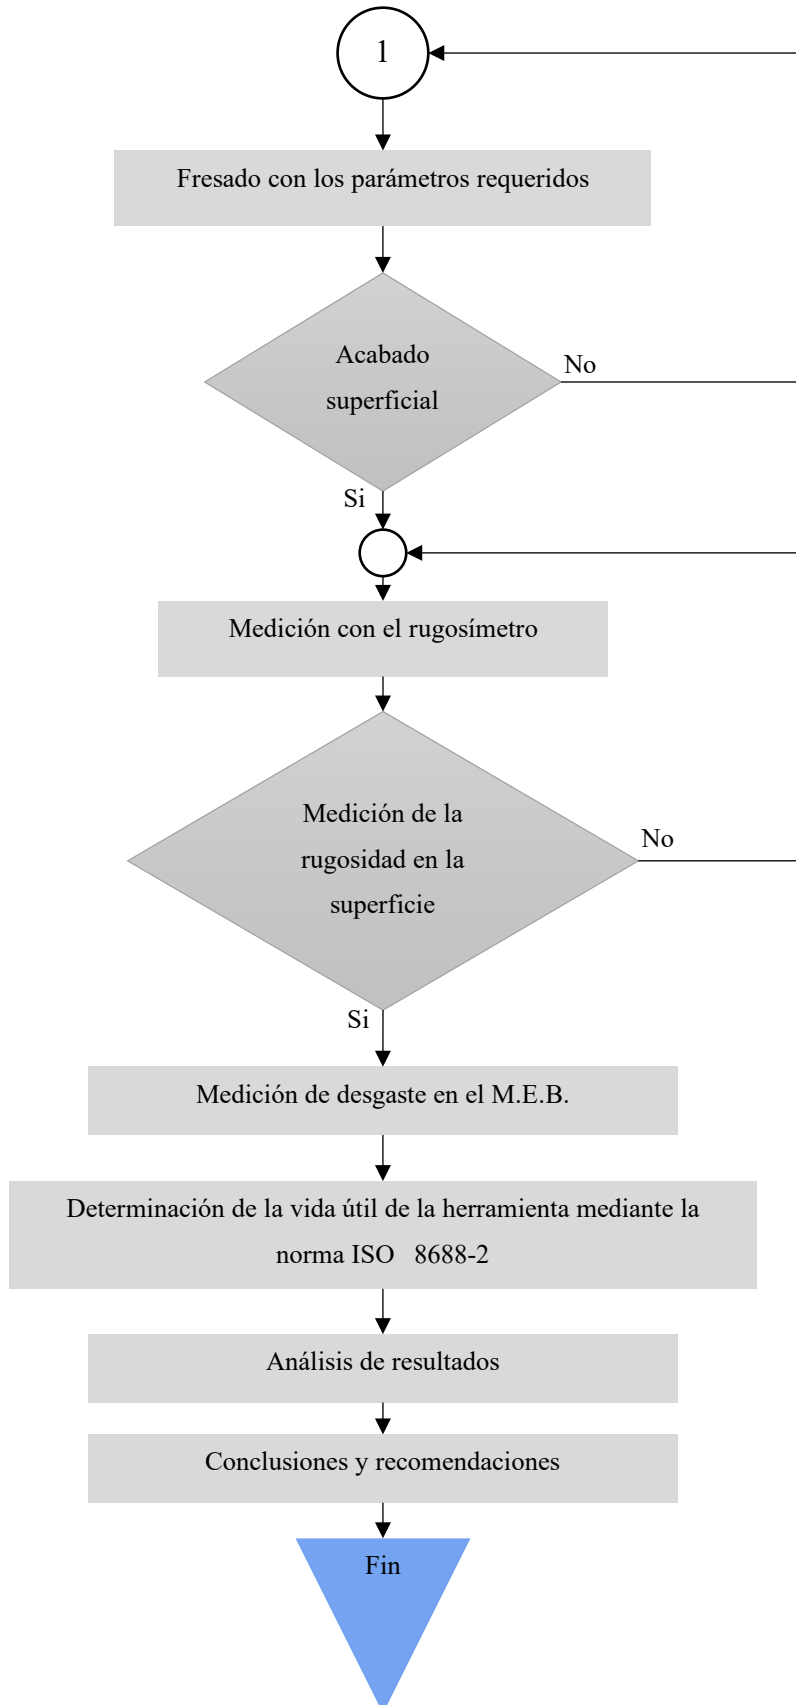 1
Fresado con los parámetros requeridos
Acabado
superficial
No
Si
Medición con el rugosímetro
Medición de la
rugosidad en la
superficie
No
Si
Medición de desgaste en el M.E.B.
Determinación de la vida útil de la herramienta mediante la
norma ISO 8688-2
Análisis de resultados
Conclusiones y recomendaciones
Fin